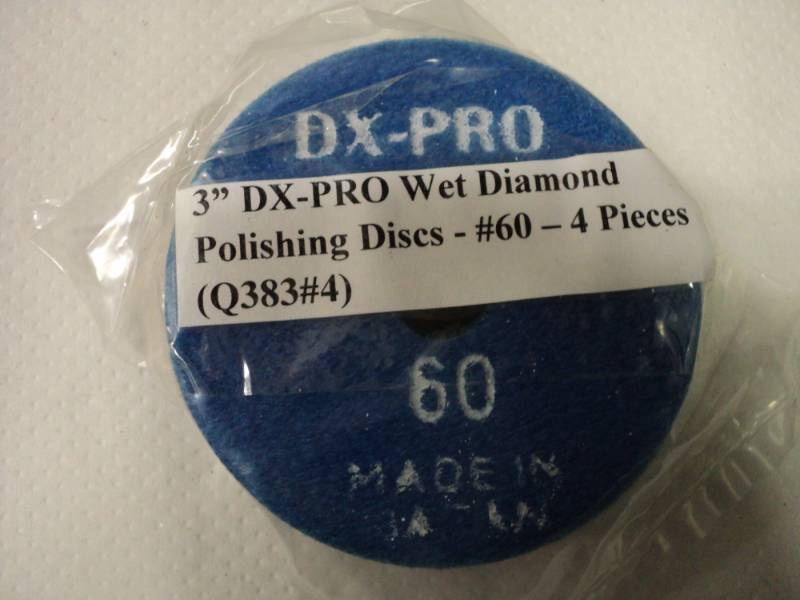 DX-PRO
3” DX-PRO Wet Diamond
Polishing Discs - #60 – 4 Pieces
(Q383#4)
60
MADE IN